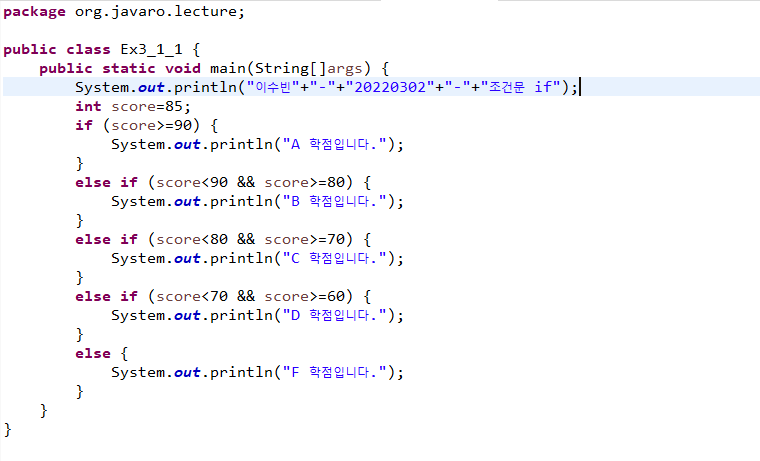 package org.javaro.lecture;
public class Ex3_1_1 {
public static void main(String[]args) {
System.out.println("이수빈"+"-"+"20220302"+"-"+"조건문 if");
int score=85;
if (score>=90) {
System.out.println("A 학점입니다.");
}
else if (score<90 && score>=80) {
System.out.println("B 학점입니다.");
}
else if (score<80 && score>=70) {
System.out.println("C 학점입니다.");
}
else if (score<70 && score>=60) {
System.out.println("D 학점입니다.");
}
else {
System.out.println("F 학점입니다.");
}
}
}